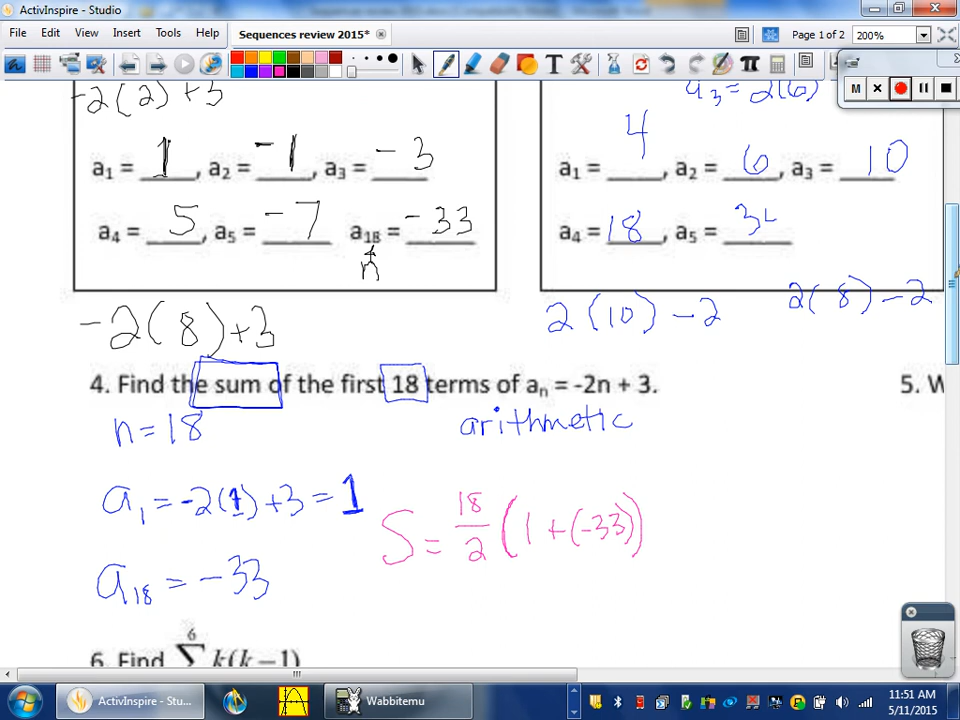 ActivInspire - Studio
File Edit View Insert Tools Help Sequences review 2015* Page 1 of 2 200%
M
-2(2) +3
a₁ = 1, a₂ = -1, a₃ = -3
a₄ = 5, a₅ = -7 a₁₈ = -33
n
-2(8)+3
a₃ = 2(6)
a₁ = 4, a₂ = 6, a₃ = 10
a₄ = 18, a₅ = 34
2(10) -2 2(8) -2
4. Find the sum of the first 18 terms of aₙ = -2n + 3.
5. W
n = 18 arithmetic
a₁ = -2(1)+3 = 1
S = 18/2 (1+(-33))
a₁₈ = -33
6. Find 6 Σ k(k−1)
ActivInspire - Stu...
Wabbitemu
11:51 AM
5/11/2015